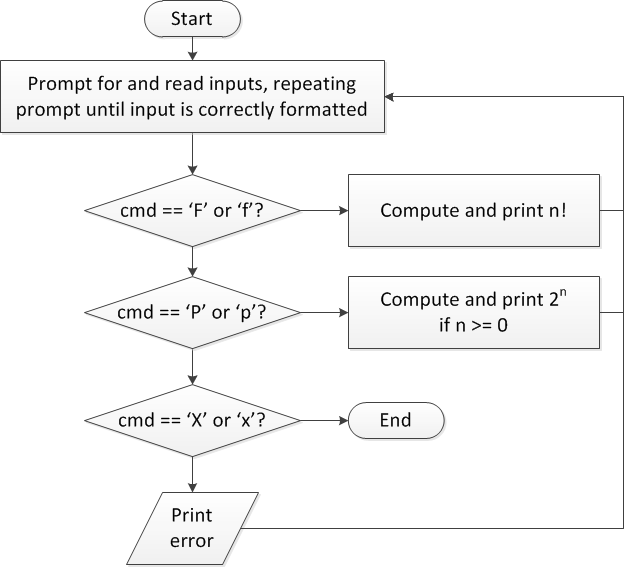 Start
Prompt for and read inputs, repeating
prompt until input is correctly formatted
cmd == ‘F’ or ‘f’?
Compute and print n!
cmd == ‘P’ or ‘p’?
Compute and print 2ⁿ
if n >= 0
cmd == ‘X’ or ‘x’?
End
Print
error